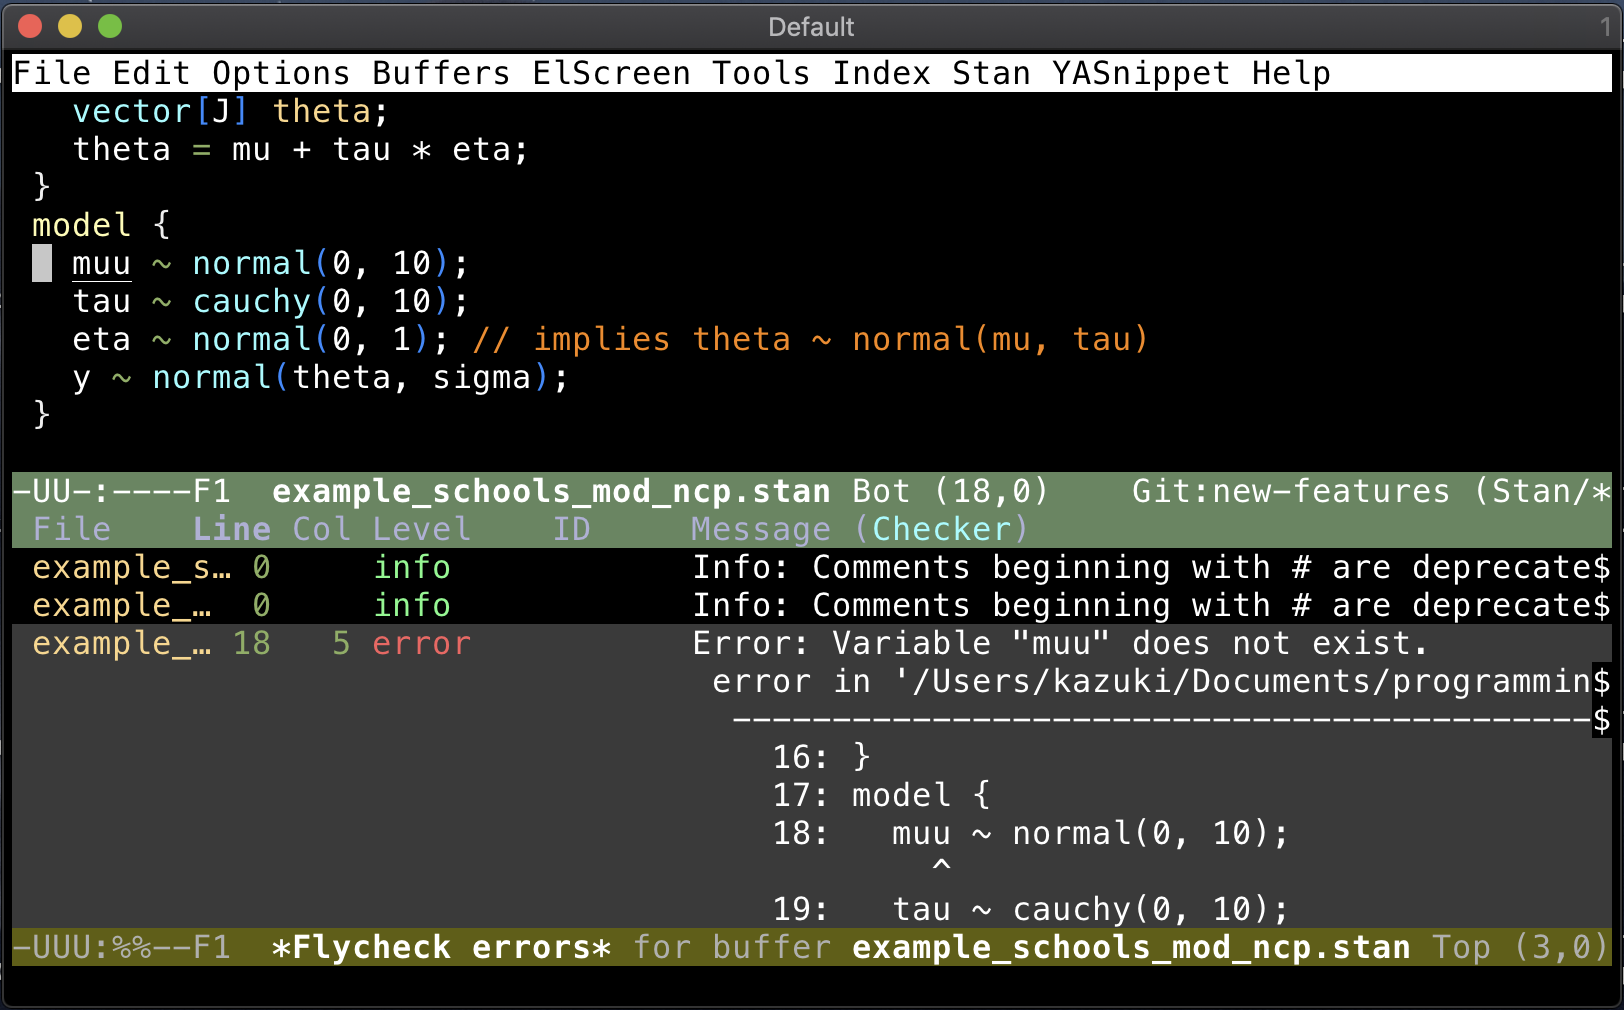 Default 1
File Edit Options Buffers ElScreen Tools Index Stan YASnippet Help
vector[J] theta;
theta = mu + tau * eta;
}
model {
muu ~ normal(0, 10);
tau ~ cauchy(0, 10);
eta ~ normal(0, 1); // implies theta ~ normal(mu, tau)
y ~ normal(theta, sigma);
}
-UU-:----F1 example_schools_mod_ncp.stan Bot (18,0) Git:new-features (Stan/*
File Line Col Level ID Message (Checker)
example_s… 0 info Info: Comments beginning with # are deprecate$
example_… 0 info Info: Comments beginning with # are deprecate$
example_… 18 5 error Error: Variable "muu" does not exist.
error in '/Users/kazuki/Documents/programmin$
-------------------------------------------$
16: }
17: model {
18: muu ~ normal(0, 10);
^
19: tau ~ cauchy(0, 10);
-UUU:%%--F1 *Flycheck errors* for buffer example_schools_mod_ncp.stan Top (3,0)